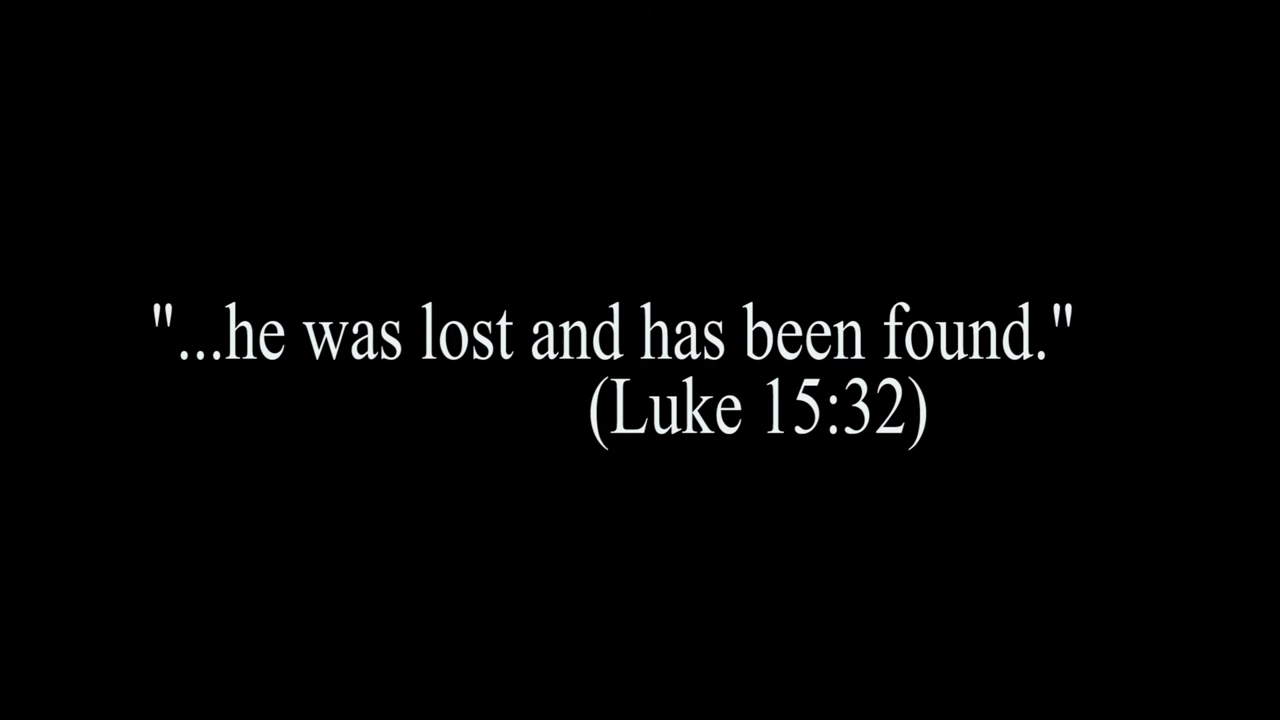 "...he was lost and has been found."
(Luke 15:32)